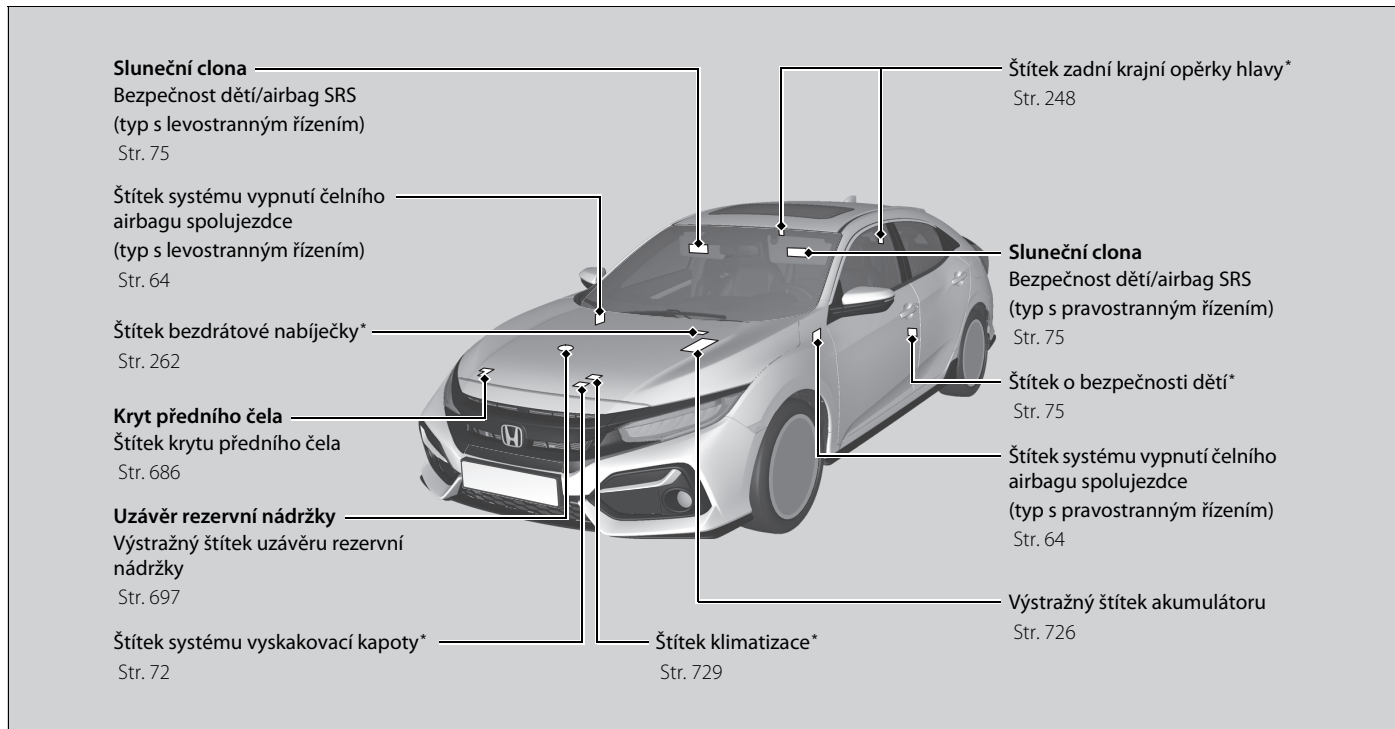 Sluneční clona
Bezpečnost dětí/airbag SRS
(typ s levostranným řízením)
Str. 75
Štítek systému vypnutí čelního
airbagu spolujezdce
(typ s levostranným řízením)
Str. 64
Štítek bezdrátové nabíječky*
Str. 262
Kryt předního čela
Štítek krytu předního čela
Str. 686
Uzávěr rezervní nádržky
Výstražný štítek uzávěru rezervní
nádržky
Str. 697
Štítek systému vyskakovací kapoty*
Str. 72
Štítek klimatizace*
Str. 729
Štítek zadní krajní opěrky hlavy*
Str. 248
Sluneční clona
Bezpečnost dětí/airbag SRS
(typ s pravostranným řízením)
Str. 75
Štítek o bezpečnosti dětí*
Str. 75
Štítek systému vypnutí čelního
airbagu spolujezdce
(typ s pravostranným řízením)
Str. 64
Výstražný štítek akumulátoru
Str. 726